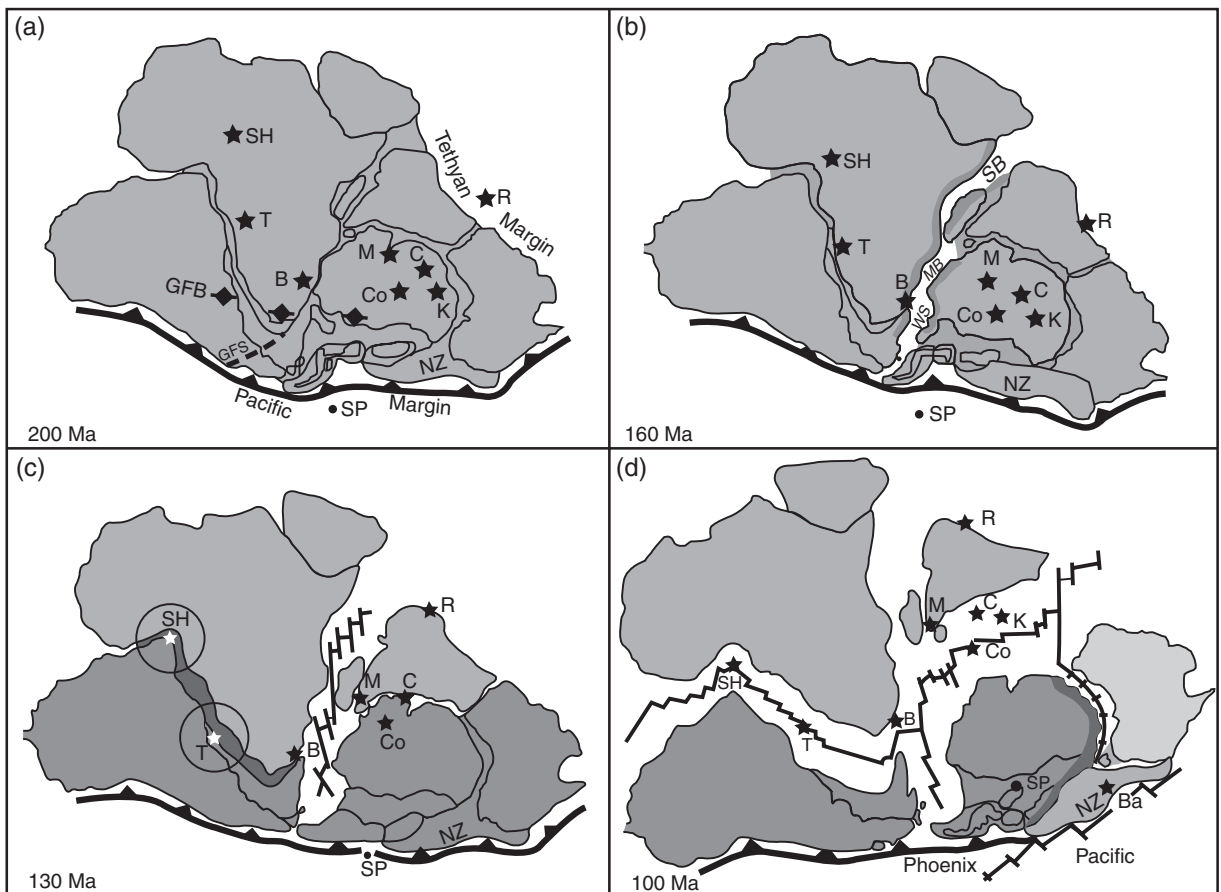 (a)
SH
Tethyan
Margin
R
T
M
C
B
GFB
Co
K
GFS
NZ
Pacific
Margin
SP
200 Ma
(b)
SH
SB
R
T
M
MB
B
C
Co
K
WS
NZ
SP
160 Ma
(c)
SH
R
M
C
T
Co
B
NZ
SP
130 Ma
(d)
R
M
C
K
Co
SH
B
T
SP
NZ
Ba
Phoenix
Pacific
100 Ma